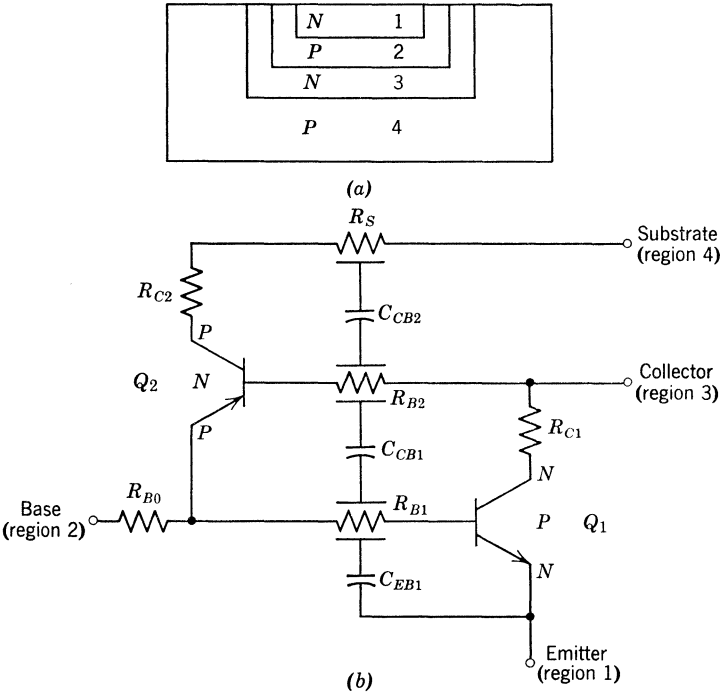 N 1
P 2
N 3
P 4
(a)
R_S
Substrate
(region 4)
R_C2
P
C_CB2
Q_2 N
Collector
(region 3)
R_B2
P
R_C1
C_CB1
N
Base
(region 2)
R_B0
R_B1
P Q_1
N
C_EB1
Emitter
(region 1)
(b)